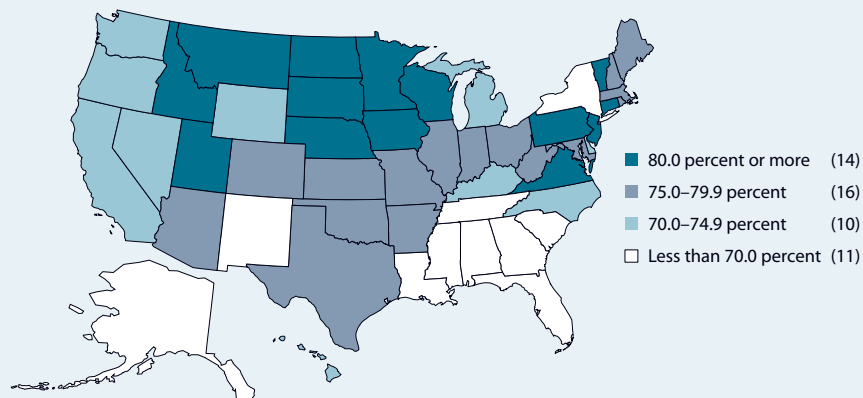 80.0 percent or more (14)
75.0–79.9 percent (16)
70.0–74.9 percent (10)
Less than 70.0 percent (11)